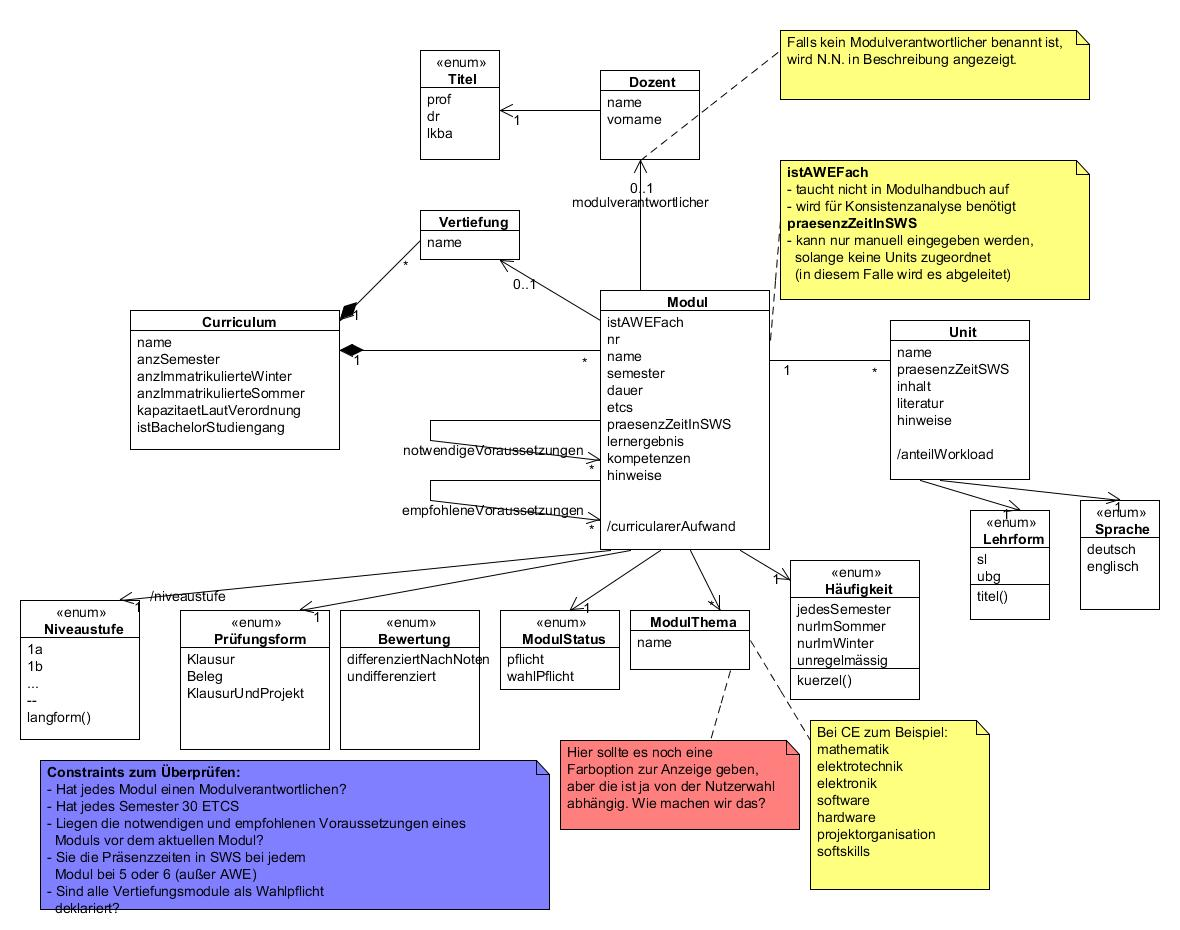 Falls kein Modulverantwortlicher benannt ist,
wird N.N. in Beschreibung angezeigt.
«enum»
Titel
prof
dr
lkba
1
Dozent
name
vorname
0..1
modulverantwortlicher
istAWEFach
- taucht nicht in Modulhandbuch auf
- wird für Konsistenzanalyse benötigt
praesenzZeitInSWS
- kann nur manuell eingegeben werden,
solange keine Units zugeordnet
(in diesem Falle wird es abgeleitet)
Vertiefung
name
*
0..1
1
Curriculum
name
anzSemester
anzImmatrikulierteWinter
anzImmatrikulierteSommer
kapazitaetLautVerordnung
istBachelorStudiengang
1
*
Modul
istAWEFach
nr
name
semester
dauer
etcs
praesenzZeitInSWS
lernergebnis
kompetenzen
hinweise
/curricularerAufwand
1
*
Unit
name
praesenzZeitSWS
inhalt
literatur
hinweise
/anteilWorkload
notwendigeVoraussetzungen
*
empfohleneVoraussetzungen
*
1
«enum»
Lehrform
sl
ubg
titel()
1
«enum»
Sprache
deutsch
englisch
/niveaustufe
1
«enum»
Niveaustufe
1a
1b
...
--
langform()
1
«enum»
Prüfungsform
Klausur
Beleg
KlausurUndProjekt
«enum»
Bewertung
differenziertNachNoten
undifferenziert
1
«enum»
ModulStatus
pflicht
wahlPflicht
*
ModulThema
name
1
«enum»
Häufigkeit
jedesSemester
nurImSommer
nurImWinter
unregelmässig
kuerzel()
Constraints zum Überprüfen:
- Hat jedes Modul einen Modulverantwortlichen?
- Hat jedes Semester 30 ETCS
- Liegen die notwendigen und empfohlenen Voraussetzungen eines
Moduls vor dem aktuellen Modul?
- Sie die Präsenzzeiten in SWS bei jedem
Modul bei 5 oder 6 (außer AWE)
- Sind alle Vertiefungsmodule als Wahlpflicht
deklariert?
Hier sollte es noch eine
Farboption zur Anzeige geben,
aber die ist ja von der Nutzerwahl
abhängig. Wie machen wir das?
Bei CE zum Beispiel:
mathematik
elektrotechnik
elektronik
software
hardware
projektorganisation
softskills